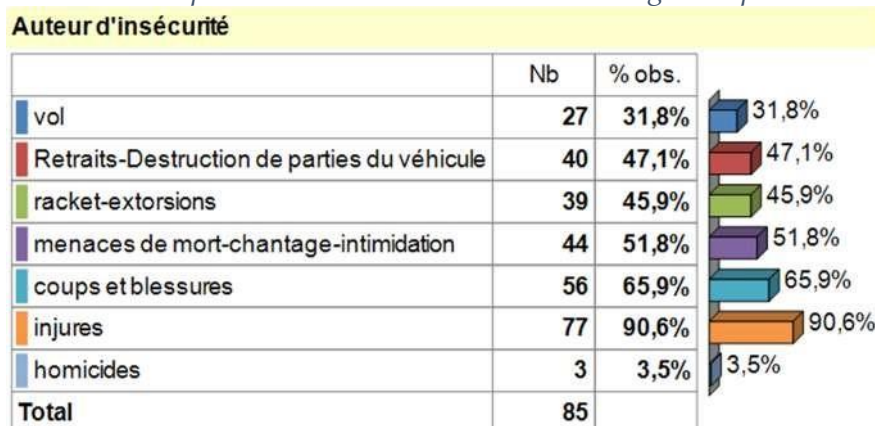 Auteur d'insécurité
Nb % obs.
vol 27 31,8% 31,8%
Retraits-Destruction de parties du véhicule 40 47,1% 47,1%
racket-extorsions 39 45,9% 45,9%
menaces de mort-chantage-intimidation 44 51,8% 51,8%
coups et blessures 56 65,9% 65,9%
injures 77 90,6% 90,6%
homicides 3 3,5% 3,5%
Total 85